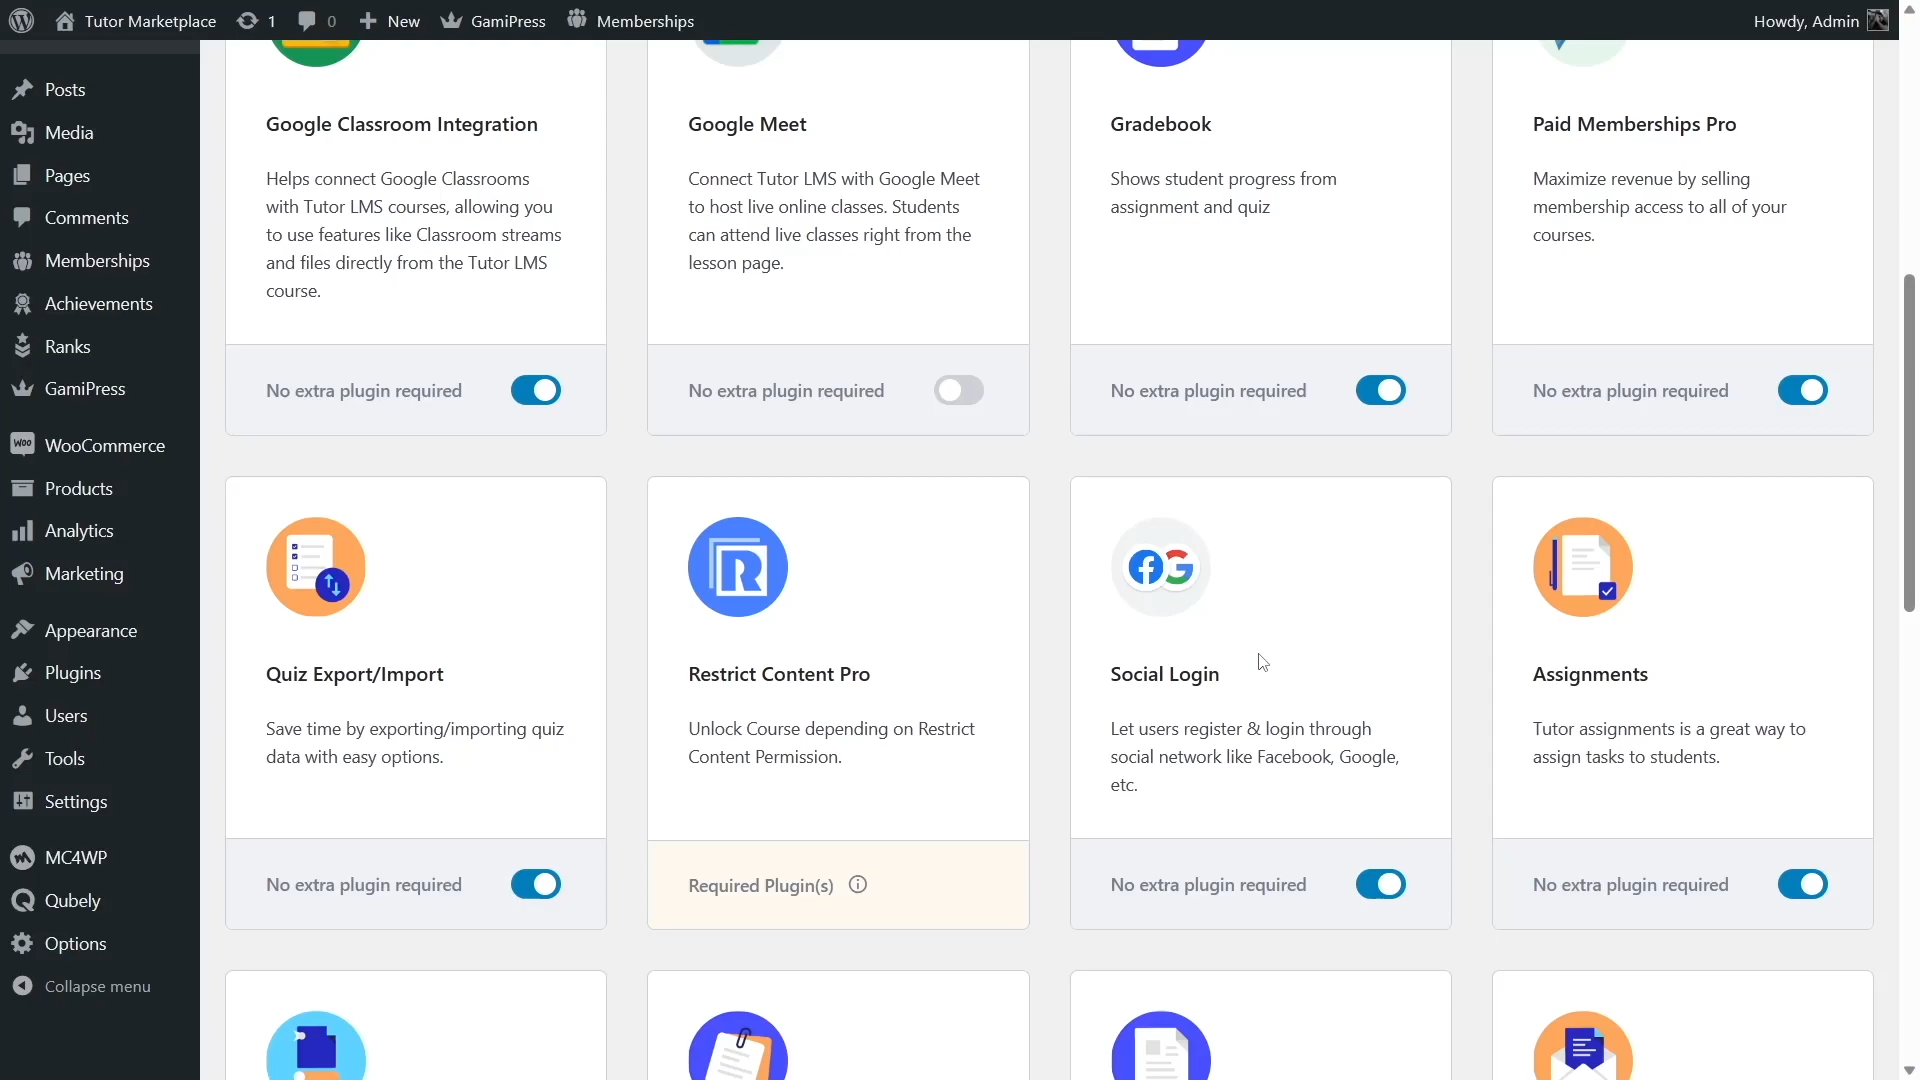 Tutor Marketplace 1 0 New GamiPress Memberships Howdy, Admin
Posts
Media
Pages
Comments
Memberships
Achievements
Ranks
GamiPress
WooCommerce
Products
Analytics
Marketing
Appearance
Plugins
Users
Tools
Settings
MC4WP
Qubely
Options
Collapse menu
Google Classroom Integration
Helps connect Google Classrooms
with Tutor LMS courses, allowing you
to use features like Classroom streams
and files directly from the Tutor LMS
course.
No extra plugin required
Google Meet
Connect Tutor LMS with Google Meet
to host live online classes. Students
can attend live classes right from the
lesson page.
No extra plugin required
Gradebook
Shows student progress from
assignment and quiz
No extra plugin required
Paid Memberships Pro
Maximize revenue by selling
membership access to all of your
courses.
No extra plugin required
Quiz Export/Import
Save time by exporting/importing quiz
data with easy options.
No extra plugin required
Restrict Content Pro
Unlock Course depending on Restrict
Content Permission.
Required Plugin(s)
Social Login
Let users register & login through
social network like Facebook, Google,
etc.
No extra plugin required
Assignments
Tutor assignments is a great way to
assign tasks to students.
No extra plugin required